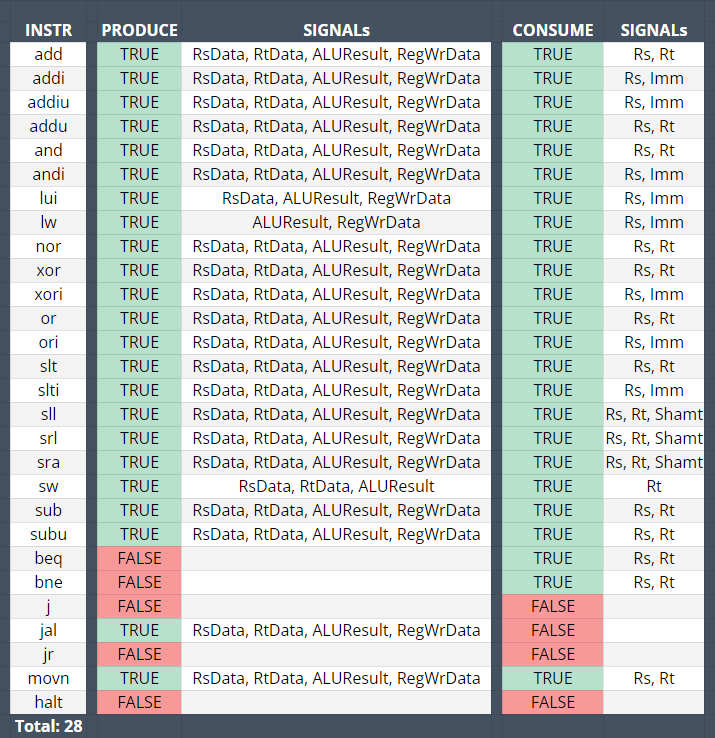 INSTR PRODUCE SIGNALs CONSUME SIGNALs
add TRUE RsData, RtData, ALUResult, RegWrData TRUE Rs, Rt
addi TRUE RsData, RtData, ALUResult, RegWrData TRUE Rs, Imm
addiu TRUE RsData, RtData, ALUResult, RegWrData TRUE Rs, Imm
addu TRUE RsData, RtData, ALUResult, RegWrData TRUE Rs, Rt
and TRUE RsData, RtData, ALUResult, RegWrData TRUE Rs, Rt
andi TRUE RsData, RtData, ALUResult, RegWrData TRUE Rs, Imm
lui TRUE RsData, ALUResult, RegWrData TRUE Rs, Imm
lw TRUE ALUResult, RegWrData TRUE Rs, Imm
nor TRUE RsData, RtData, ALUResult, RegWrData TRUE Rs, Rt
xor TRUE RsData, RtData, ALUResult, RegWrData TRUE Rs, Rt
xori TRUE RsData, RtData, ALUResult, RegWrData TRUE Rs, Imm
or TRUE RsData, RtData, ALUResult, RegWrData TRUE Rs, Rt
ori TRUE RsData, RtData, ALUResult, RegWrData TRUE Rs, Imm
slt TRUE RsData, RtData, ALUResult, RegWrData TRUE Rs, Rt
slti TRUE RsData, RtData, ALUResult, RegWrData TRUE Rs, Imm
sll TRUE RsData, RtData, ALUResult, RegWrData TRUE Rs, Rt, Shamt
srl TRUE RsData, RtData, ALUResult, RegWrData TRUE Rs, Rt, Shamt
sra TRUE RsData, RtData, ALUResult, RegWrData TRUE Rs, Rt, Shamt
sw TRUE RsData, RtData, ALUResult TRUE Rt
sub TRUE RsData, RtData, ALUResult, RegWrData TRUE Rs, Rt
subu TRUE RsData, RtData, ALUResult, RegWrData TRUE Rs, Rt
beq FALSE TRUE Rs, Rt
bne FALSE TRUE Rs, Rt
j FALSE FALSE
jal TRUE RsData, RtData, ALUResult, RegWrData FALSE
jr FALSE FALSE
movn TRUE RsData, RtData, ALUResult, RegWrData TRUE Rs, Rt
halt FALSE FALSE
Total: 28